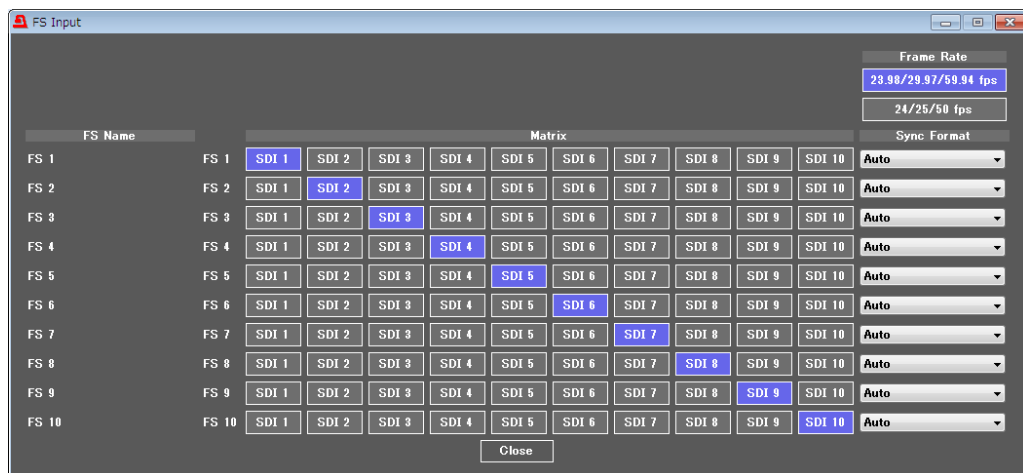 FS Input
Frame Rate
23.98/29.97/59.94 fps
24/25/50 fps
FS Name Matrix Sync Format
FS 1 FS 1 SDI 1 SDI 2 SDI 3 SDI 4 SDI 5 SDI 6 SDI 7 SDI 8 SDI 9 SDI 10 Auto
FS 2 FS 2 SDI 1 SDI 2 SDI 3 SDI 4 SDI 5 SDI 6 SDI 7 SDI 8 SDI 9 SDI 10 Auto
FS 3 FS 3 SDI 1 SDI 2 SDI 3 SDI 4 SDI 5 SDI 6 SDI 7 SDI 8 SDI 9 SDI 10 Auto
FS 4 FS 4 SDI 1 SDI 2 SDI 3 SDI 4 SDI 5 SDI 6 SDI 7 SDI 8 SDI 9 SDI 10 Auto
FS 5 FS 5 SDI 1 SDI 2 SDI 3 SDI 4 SDI 5 SDI 6 SDI 7 SDI 8 SDI 9 SDI 10 Auto
FS 6 FS 6 SDI 1 SDI 2 SDI 3 SDI 4 SDI 5 SDI 6 SDI 7 SDI 8 SDI 9 SDI 10 Auto
FS 7 FS 7 SDI 1 SDI 2 SDI 3 SDI 4 SDI 5 SDI 6 SDI 7 SDI 8 SDI 9 SDI 10 Auto
FS 8 FS 8 SDI 1 SDI 2 SDI 3 SDI 4 SDI 5 SDI 6 SDI 7 SDI 8 SDI 9 SDI 10 Auto
FS 9 FS 9 SDI 1 SDI 2 SDI 3 SDI 4 SDI 5 SDI 6 SDI 7 SDI 8 SDI 9 SDI 10 Auto
FS 10 FS 10 SDI 1 SDI 2 SDI 3 SDI 4 SDI 5 SDI 6 SDI 7 SDI 8 SDI 9 SDI 10 Auto
Close